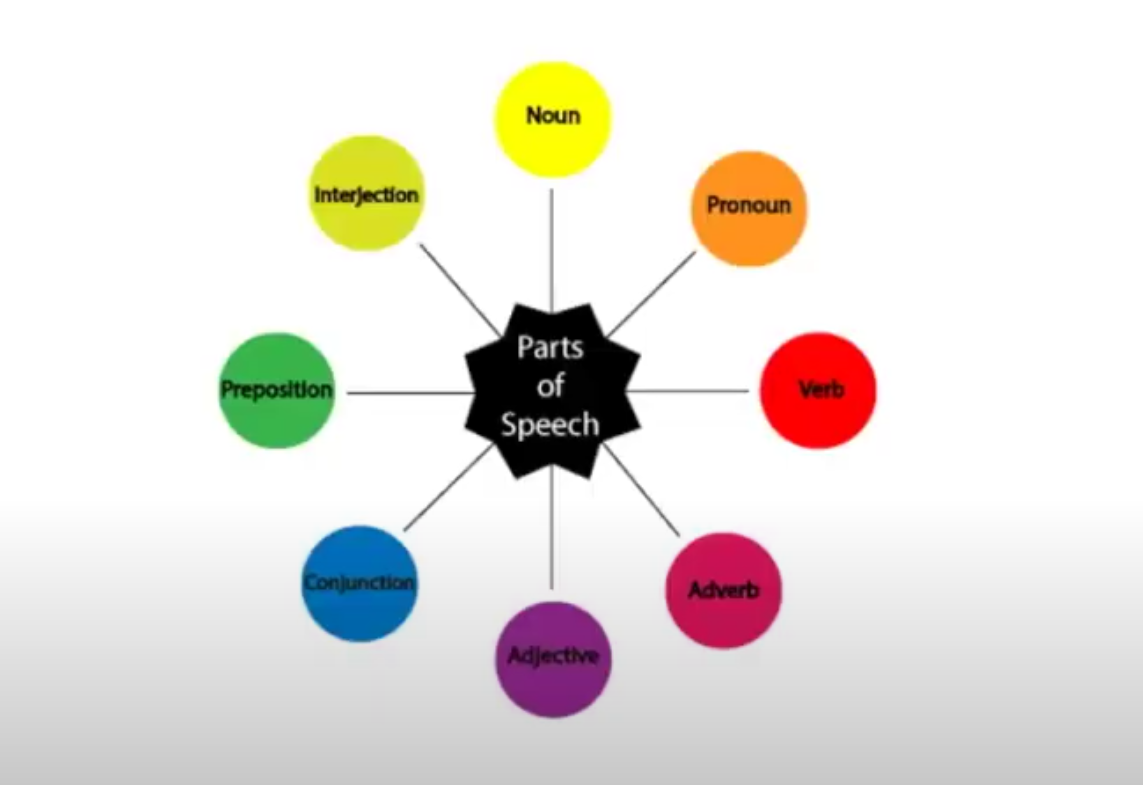 Noun
Interjection
Pronoun
Parts
of
Speech
Preposition
Verb
Conjunction
Adverb
Adjective